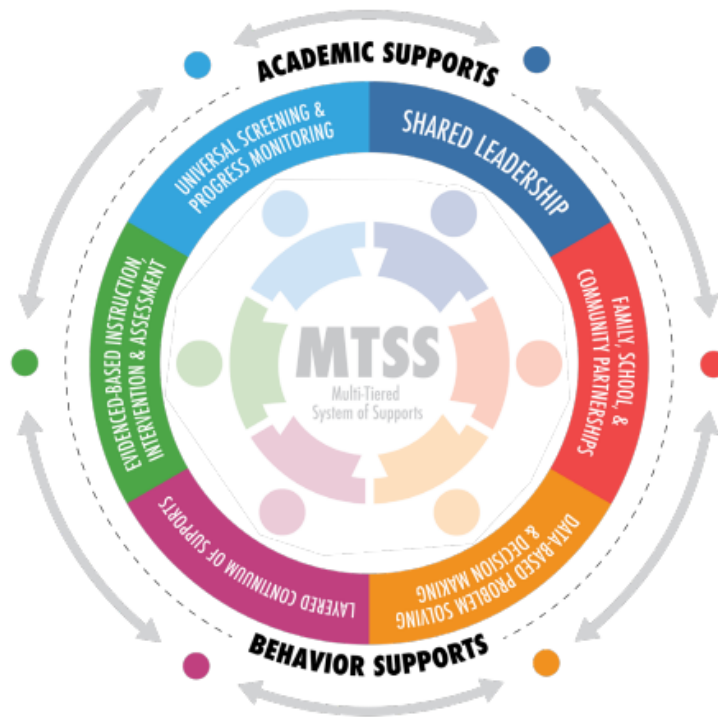 ACADEMIC SUPPORTS
UNIVERSAL SCREENING &
PROGRESS MONITORING
SHARED LEADERSHIP
FAMILY, SCHOOL, &
COMMUNITY PARTNERSHIPS
DATA-BASED PROBLEM SOLVING
& DECISION MAKING
LAYERED CONTINUUM OF SUPPORTS
EVIDENCED-BASED INSTRUCTION,
INTERVENTION & ASSESSMENT
MTSS
Multi-Tiered
System of Supports
BEHAVIOR SUPPORTS